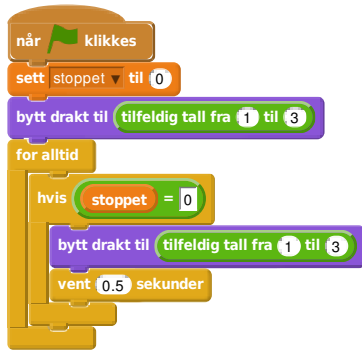 når klikkes
sett stoppet til 0
bytt drakt til tilfeldig tall fra 1 til 3
for alltid
hvis stoppet = 0
bytt drakt til tilfeldig tall fra 1 til 3
vent 0.5 sekunder